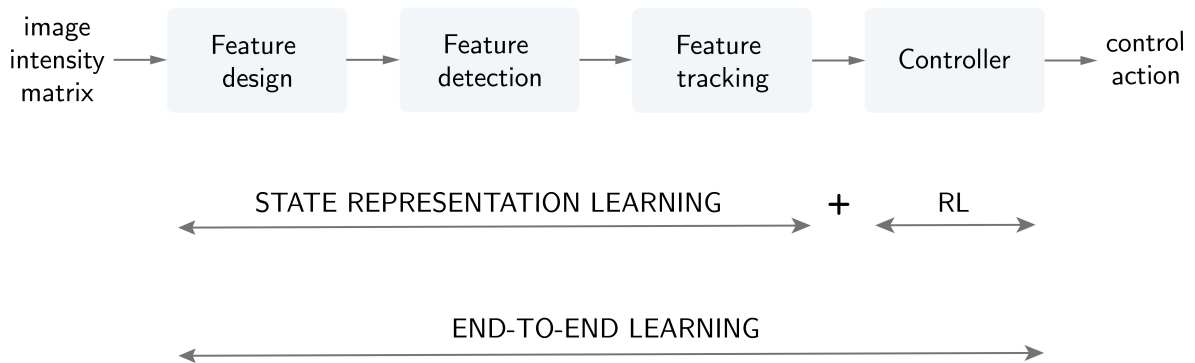 image
intensity
matrix
Feature
design
Feature
detection
Feature
tracking
Controller
control
action
STATE REPRESENTATION LEARNING + RL
END-TO-END LEARNING